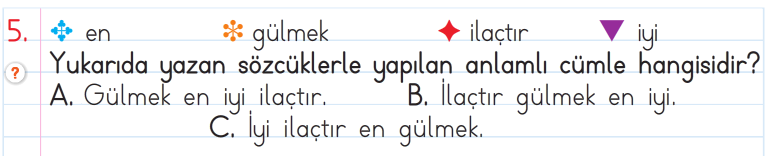 5. en gülmek ilaçtır iyi
? Yukarıda yazan sözcüklerle yapılan anlamlı cümle hangisidir?
A. Gülmek en iyi ilaçtır. B. İlaçtır gülmek en iyi.
C. İyi ilaçtır en gülmek.